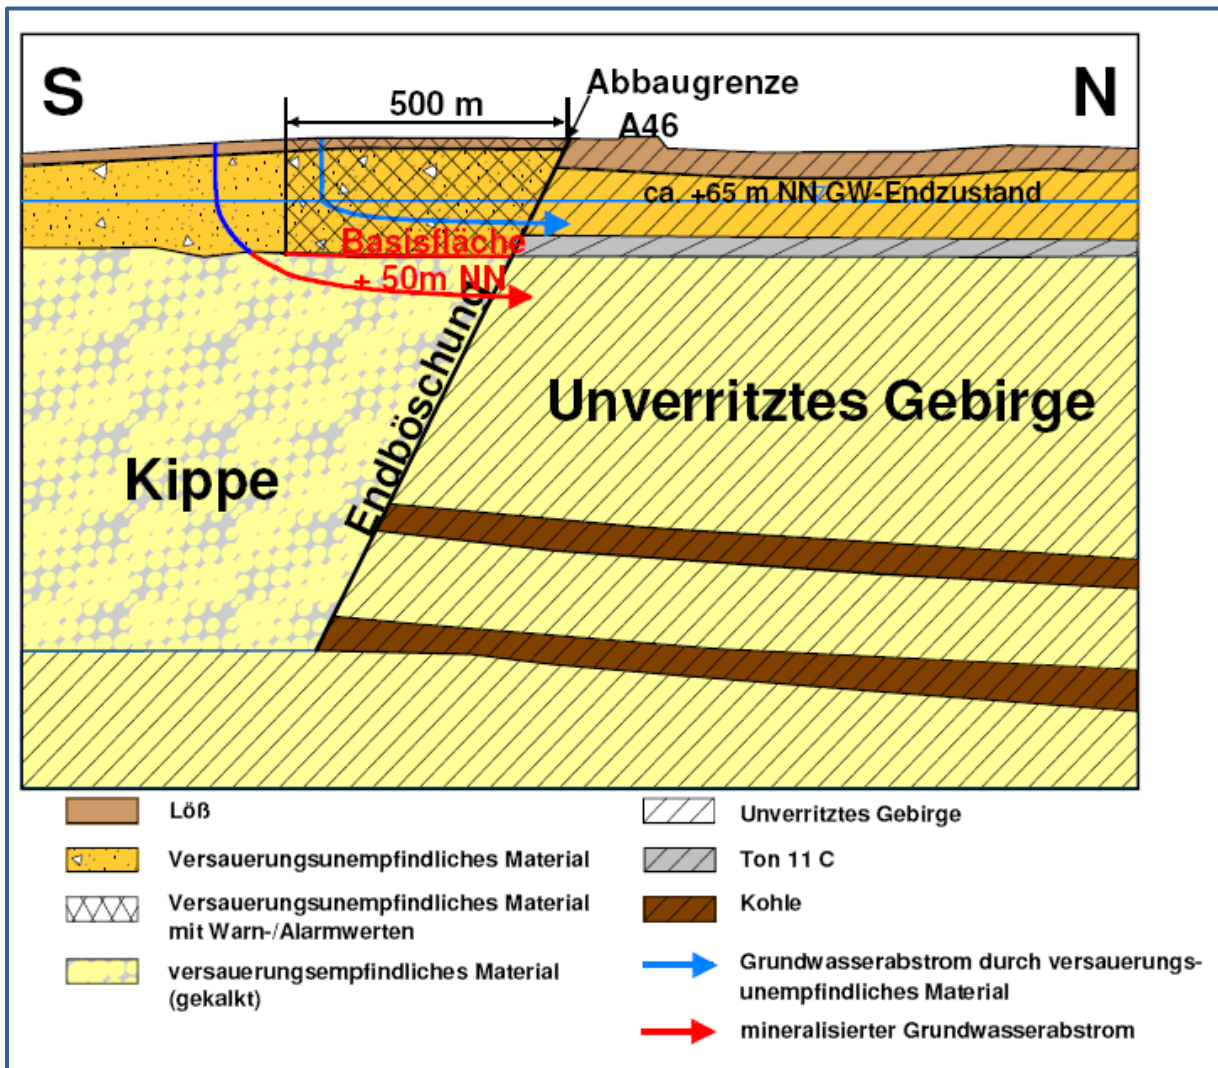 S
N
500 m
Abbaugrenze
A46
ca. +65 m NN GW-Endzustand
Basisfläche
+ 50m NN
Endböschung
Unverritztes Gebirge
Kippe
Löß
Versauerungsunempfindliches Material
Versauerungsunempfindliches Material
mit Warn-/Alarmwerten
versauerungsempfindliches Material
(gekalkt)
Unverritztes Gebirge
Ton 11 C
Kohle
Grundwasserabstrom durch versauerungs-
unempfindliches Material
mineralisierter Grundwasserabstrom